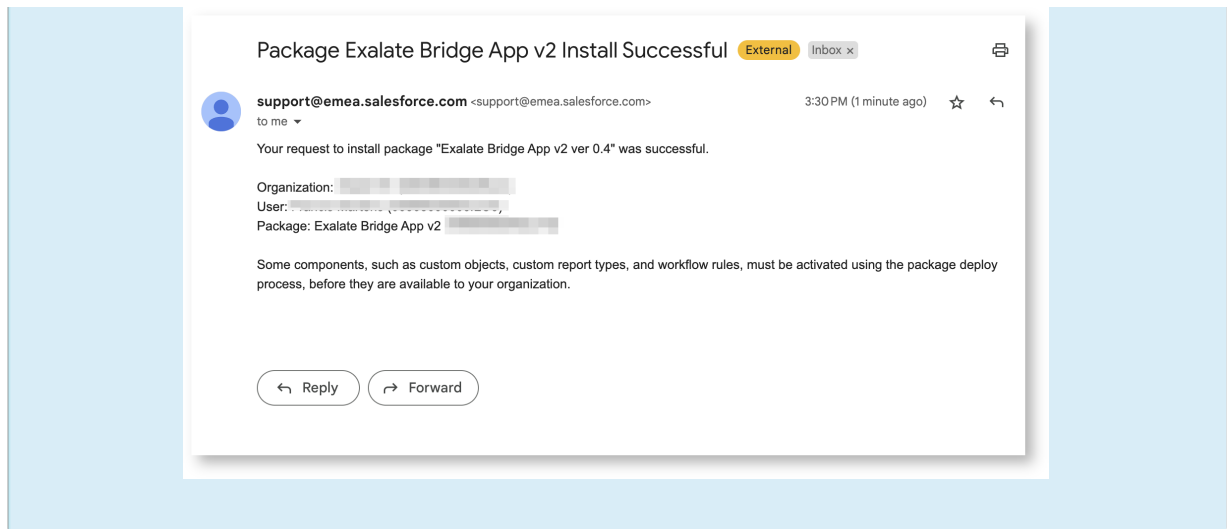 Package Exalate Bridge App v2 Install Successful External Inbox ×
support@emea.salesforce.com <support@emea.salesforce.com> 3:30 PM (1 minute ago)
to me
Your request to install package "Exalate Bridge App v2 ver 0.4" was successful.
Organization:
User:
Package: Exalate Bridge App v2
Some components, such as custom objects, custom report types, and workflow rules, must be activated using the package deploy
process, before they are available to your organization.
Reply Forward